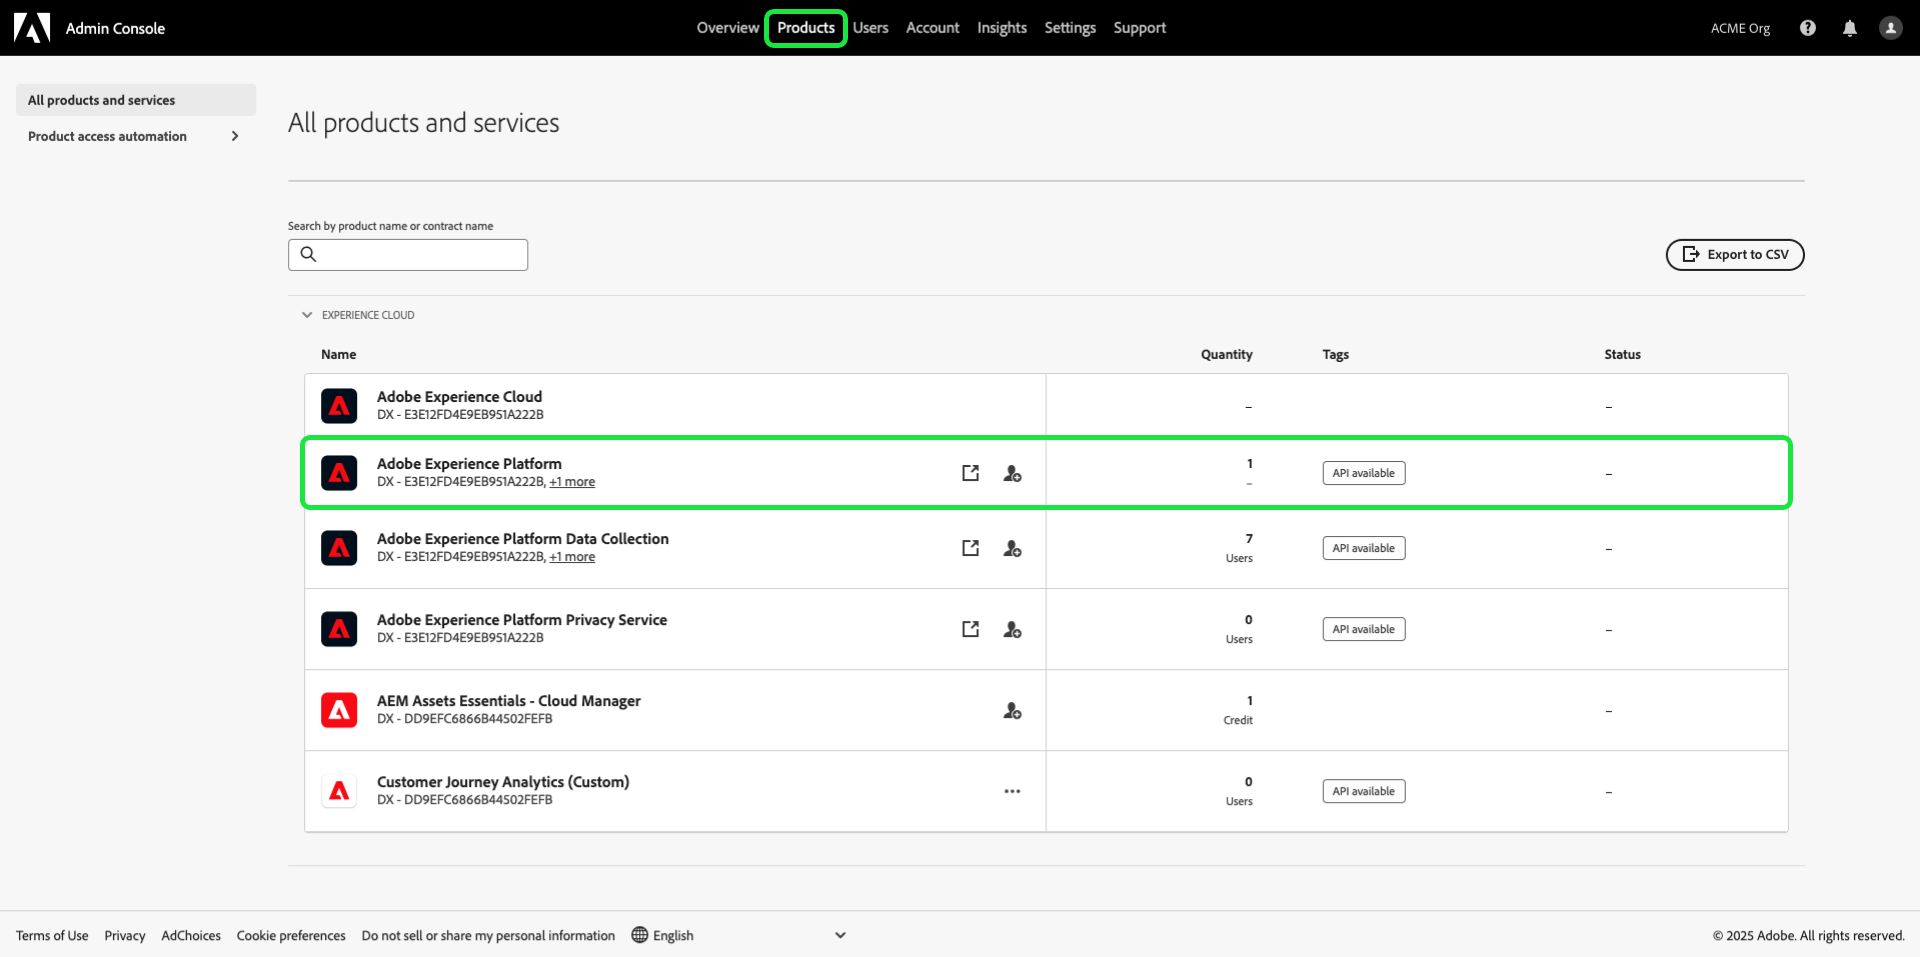 Admin Console
Overview Products Users Account Insights Settings Support
ACME Org
All products and services
Product access automation
All products and services
Search by product name or contract name
Export to CSV
EXPERIENCE CLOUD
Name Quantity Tags Status
Adobe Experience Cloud
DX - E3E12FD4E9EB951A222B
–
–
Adobe Experience Platform
DX - E3E12FD4E9EB951A222B, +1 more
1
–
API available
–
Adobe Experience Platform Data Collection
DX - E3E12FD4E9EB951A222B, +1 more
7
Users
API available
–
Adobe Experience Platform Privacy Service
DX - E3E12FD4E9EB951A222B
0
Users
API available
–
AEM Assets Essentials - Cloud Manager
DX - DD9EFC6866B44502FEFB
1
Credit
–
Customer Journey Analytics (Custom)
DX - DD9EFC6866B44502FEFB
0
Users
API available
–
Terms of Use Privacy AdChoices Cookie preferences Do not sell or share my personal information English
© 2025 Adobe. All rights reserved.